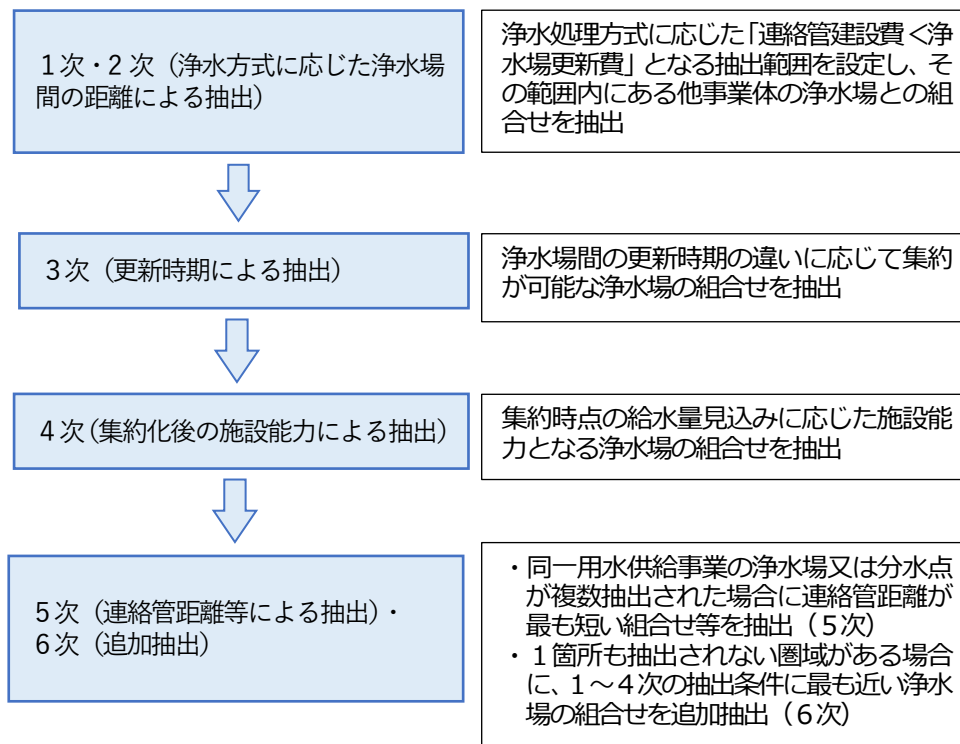 1次・2次（浄水方式に応じた浄水場
間の距離による抽出）
浄水処理方式に応じた「連絡管建設費＜浄
水場更新費」となる抽出範囲を設定し、そ
の範囲内にある他事業体の浄水場との組
合せを抽出
3次（更新時期による抽出）
浄水場間の更新時期の違いに応じて集約
が可能な浄水場の組合せを抽出
4次（集約化後の施設能力による抽出）
集約時点の給水量見込みに応じた施設能
力となる浄水場の組合せを抽出
5次（連絡管距離等による抽出）・
6次（追加抽出）
・同一用水供給事業の浄水場又は分水点
が複数抽出された場合に連絡管距離が
最も短い組合せ等を抽出（５次）
・１箇所も抽出されない圏域がある場合
に、１～４次の抽出条件に最も近い浄水
場の組合せを追加抽出（６次）